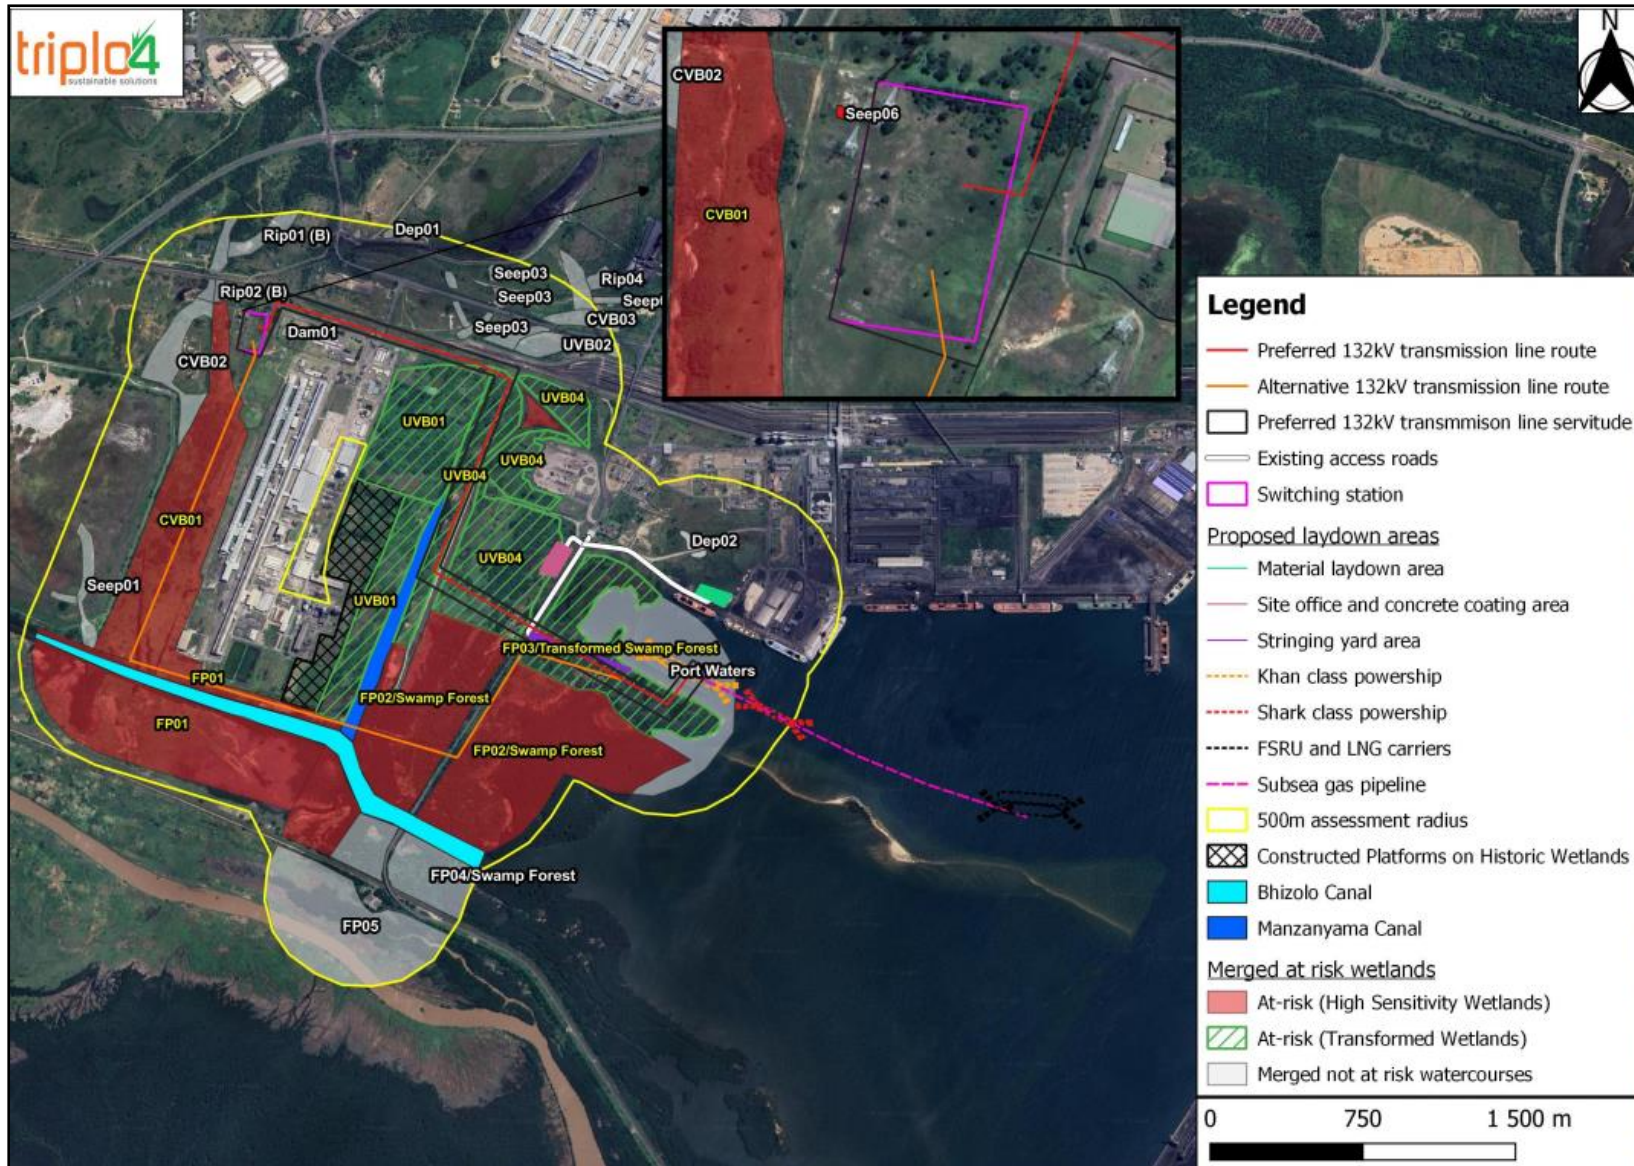 triplo4
sustainable solutions
N
CVB02
Seep06
CVB01
Rip01 (B)
Dep01
Seep03
Rip04
Rip02 (B)
Seep03
Seep0
Dam01
Seep03
CVB03
UVB02
CVB02
UVB04
UVB01
UVB04
UVB04
CVB01
UVB04
Dep02
Seep01
UVB01
FP03/Transformed Swamp Forest
Port Waters
FP01
FP02/Swamp Forest
FP01
FP02/Swamp Forest
FP04/Swamp Forest
FP05
Legend
Preferred 132kV transmission line route
Alternative 132kV transmission line route
Preferred 132kV transmmison line servitude
Existing access roads
Switching station
Proposed laydown areas
Material laydown area
Site office and concrete coating area
Stringing yard area
Khan class powership
Shark class powership
FSRU and LNG carriers
Subsea gas pipeline
500m assessment radius
Constructed Platforms on Historic Wetlands
Bhizolo Canal
Manzanyama Canal
Merged at risk wetlands
At-risk (High Sensitivity Wetlands)
At-risk (Transformed Wetlands)
Merged not at risk watercourses
0 750 1 500 m